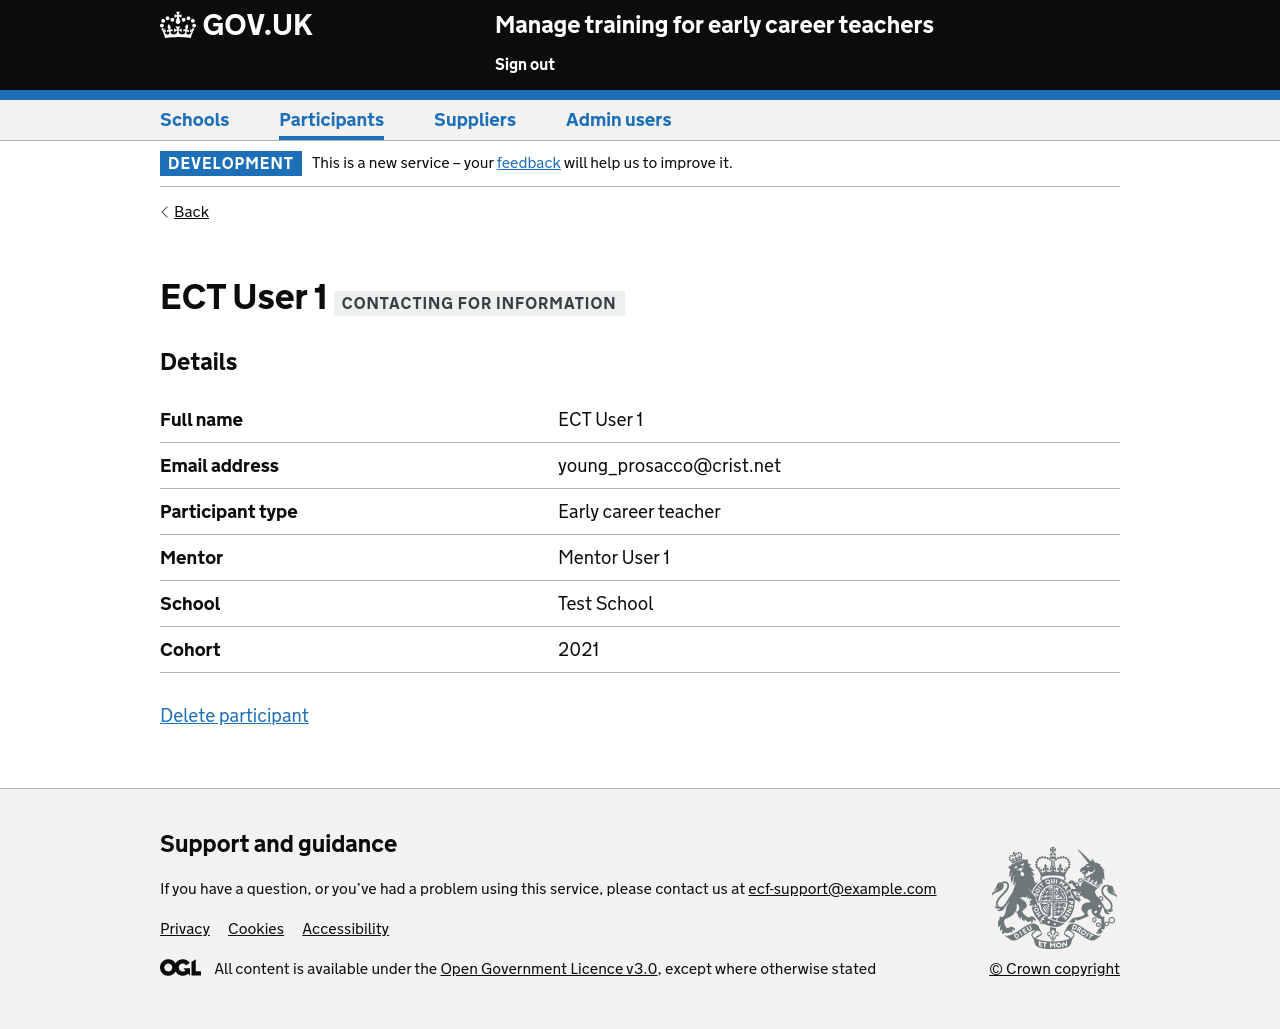 GOV.UK
Manage training for early career teachers
Sign out
Schools Participants Suppliers Admin users
DEVELOPMENT This is a new service – your feedback will help us to improve it.
Back
ECT User 1 CONTACTING FOR INFORMATION
Details
Full name ECT User 1
Email address young_prosacco@crist.net
Participant type Early career teacher
Mentor Mentor User 1
School Test School
Cohort 2021
Delete participant
Support and guidance
If you have a question, or you’ve had a problem using this service, please contact us at ecf-support@example.com
Privacy Cookies Accessibility
OGL All content is available under the Open Government Licence v3.0, except where otherwise stated
© Crown copyright